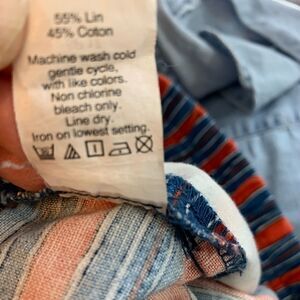 55% Lin
45% Cotton
Machine wash cold
gentle cycle,
with like colors.
Non chlorine
bleach only.
Line dry.
Iron on lowest setting.